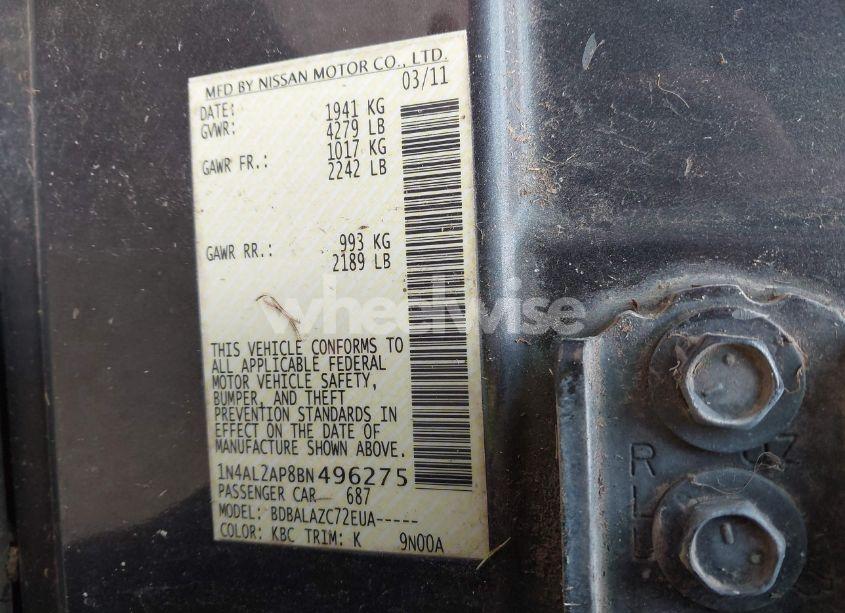 MFD BY NISSAN MOTOR CO., LTD.
DATE: 03/11
GVWR: 1941 KG
4279 LB
GAWR FR.: 1017 KG
2242 LB
GAWR RR.: 993 KG
2189 LB
wheelwise
THIS VEHICLE CONFORMS TO
ALL APPLICABLE FEDERAL
MOTOR VEHICLE SAFETY,
BUMPER, AND THEFT
PREVENTION STANDARDS IN
EFFECT ON THE DATE OF
MANUFACTURE SHOWN ABOVE.
1N4AL2AP8BN496275
PASSENGER CAR 687
MODEL: BDBALAZC72EUA-----
COLOR: KBC TRIM: K 9N00A
R
L